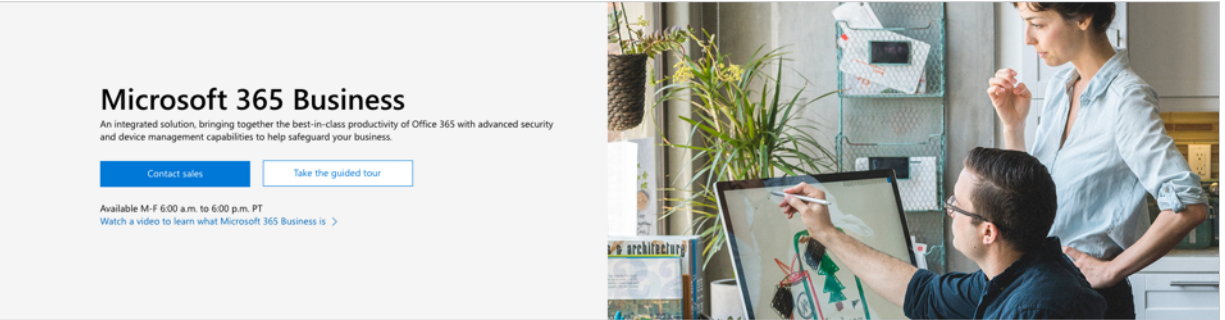 Microsoft 365 Business
An integrated solution, bringing together the best-in-class productivity of Office 365 with advanced security
and device management capabilities to help safeguard your business.
Contact sales
Take the guided tour
Available M-F 6:00 a.m. to 6:00 p.m. PT
Watch a video to learn what Microsoft 365 Business is >
& architecture